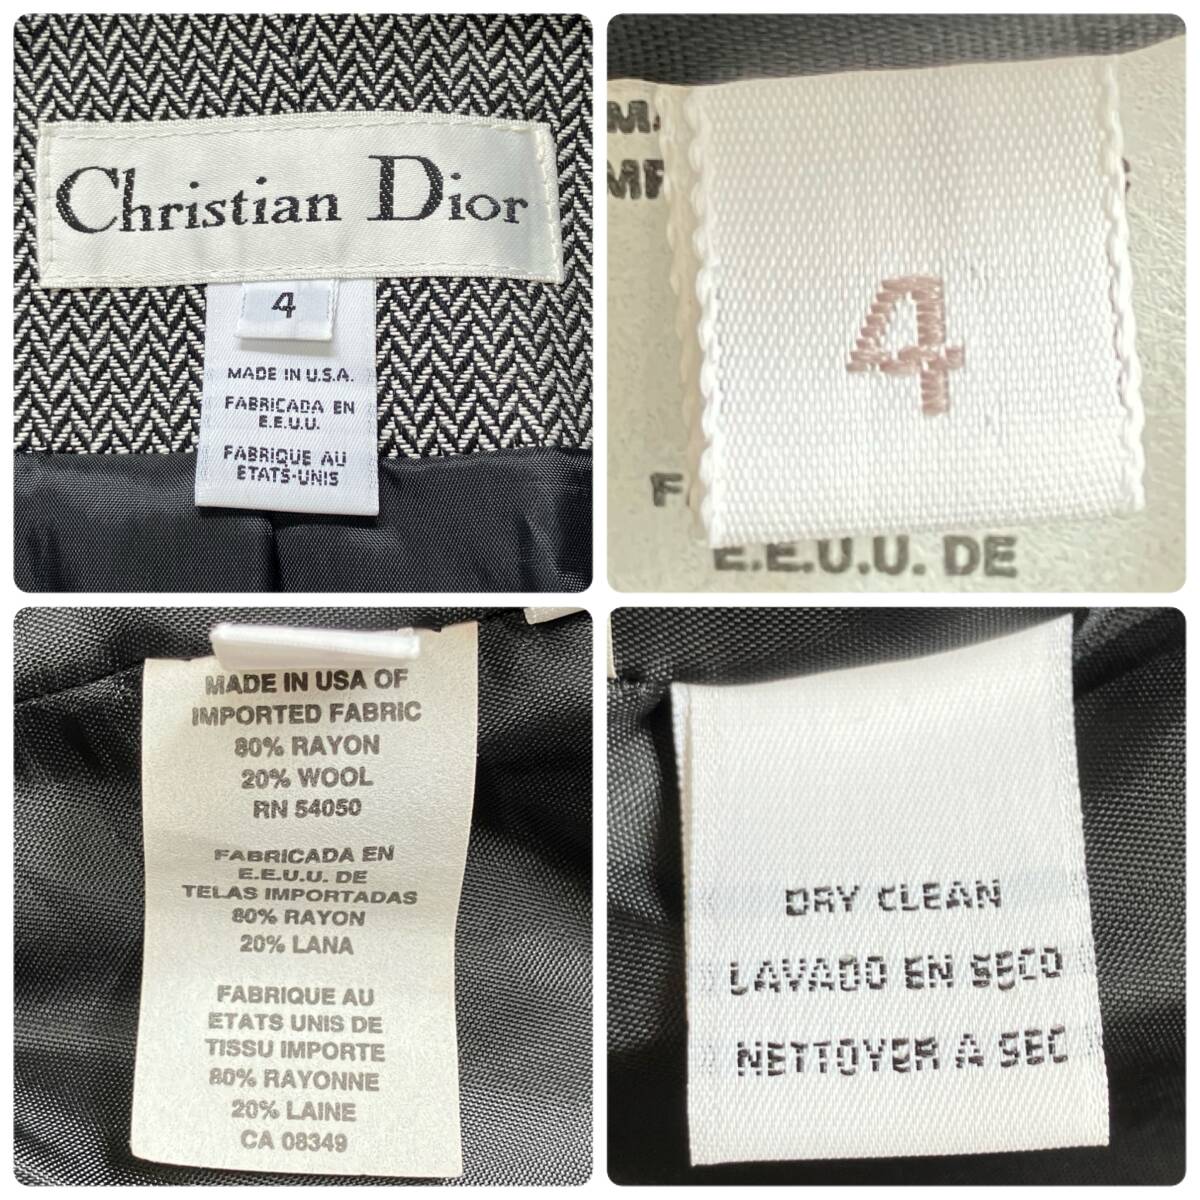 Christian Dior
4
MADE IN U.S.A.
FABRICADA EN
E.E.U.U.
FABRIQUE AU
ETATS-UNIS
4
E.E.U.U. DE
MADE IN USA OF
IMPORTED FABRIC
80% RAYON
20% WOOL
RN 54050
FABRICADA EN
E.E.U.U. DE
TELAS IMPORTADAS
80% RAYON
20% LANA
FABRIQUE AU
ETATS UNIS DE
TISSU IMPORTE
80% RAYONNE
20% LAINE
CA 08349
DRY CLEAN
LAVADO EN SECO
NETTOYER A SEC